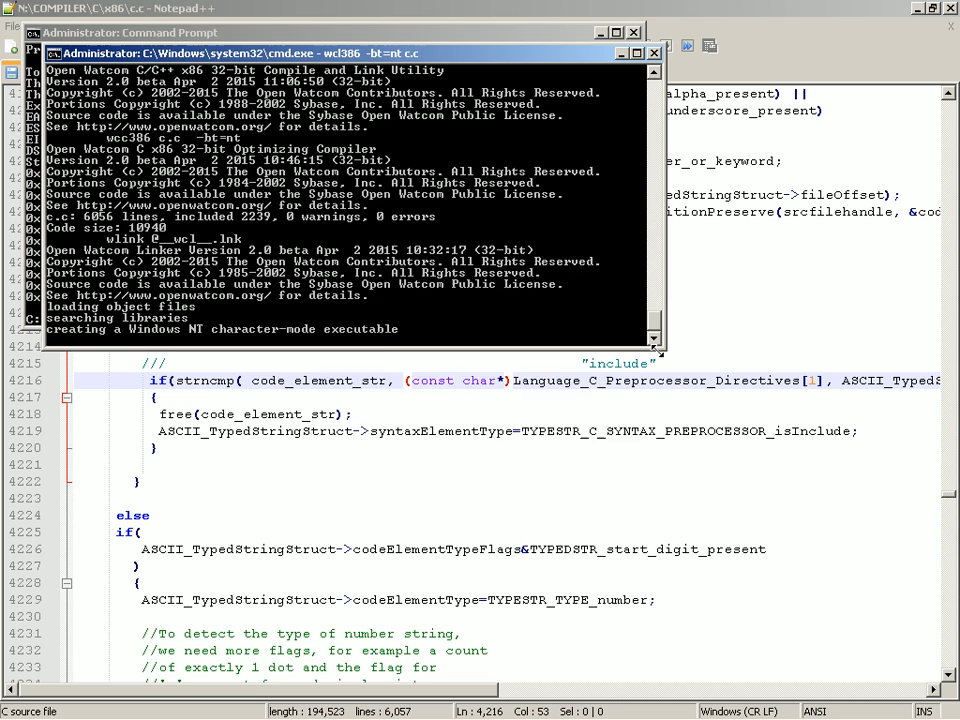 N:\COMPILER\C\x86\c.c - Notepad++
Administrator: Command Prompt
Administrator: C:\Windows\system32\cmd.exe - wcl386 -bt=nt c.c
Open Watcom C/C++ x86 32-bit Compile and Link Utility
Version 2.0 beta Apr  2 2015 11:06:50 (32-bit)
Copyright (c) 2002-2015 The Open Watcom Contributors. All Rights Reserved.
Portions Copyright (c) 1988-2002 Sybase, Inc. All Rights Reserved.
Source code is available under the Sybase Open Watcom Public License.
See http://www.openwatcom.org/ for details.
wcc386 c.c  -bt=nt
Open Watcom C x86 32-bit Optimizing Compiler
Version 2.0 beta Apr  2 2015 10:46:15 (32-bit)
Copyright (c) 2002-2015 The Open Watcom Contributors. All Rights Reserved.
Portions Copyright (c) 1984-2002 Sybase, Inc. All Rights Reserved.
Source code is available under the Sybase Open Watcom Public License.
See http://www.openwatcom.org/ for details.
c.c: 6056 lines, included 2239, 0 warnings, 0 errors
Code size: 10940
wlink @__wcl__.lnk
Open Watcom Linker Version 2.0 beta Apr  2 2015 10:32:17 (32-bit)
Copyright (c) 2002-2015 The Open Watcom Contributors. All Rights Reserved.
Portions Copyright (c) 1985-2002 Sybase, Inc. All Rights Reserved.
Source code is available under the Sybase Open Watcom Public License.
See http://www.openwatcom.org/ for details.
loading object files
searching libraries
creating a Windows NT character-mode executable
alpha_present) ||
underscore_present)
er_or_keyword;
edStringStruct->fileOffset);
itionPreserve(srcfilehandle, &cod
4214
4215 /// "include"
4216 if(strncmp( code_element_str, (const char*)Language_C_Preprocessor_Directives[1], ASCII_TypedS
4217 {
4218 free(code_element_str);
4219 ASCII_TypedStringStruct->syntaxElementType=TYPESTR_C_SYNTAX_PREPROCESSOR_isInclude;
4220 }
4221
4222 }
4223
4224 else
4225 if(
4226 ASCII_TypedStringStruct->codeElementTypeFlags&TYPEDSTR_start_digit_present
4227 )
4228 {
4229 ASCII_TypedStringStruct->codeElementType=TYPESTR_TYPE_number;
4230
4231 //To detect the type of number string,
4232 //we need more flags, for example a count
4233 //of exactly 1 dot and the flag for
4234
C source file length : 194,523 lines : 6,057 Ln : 4,216 Col : 53 Sel : 0 | 0 Windows (CR LF) ANSI INS